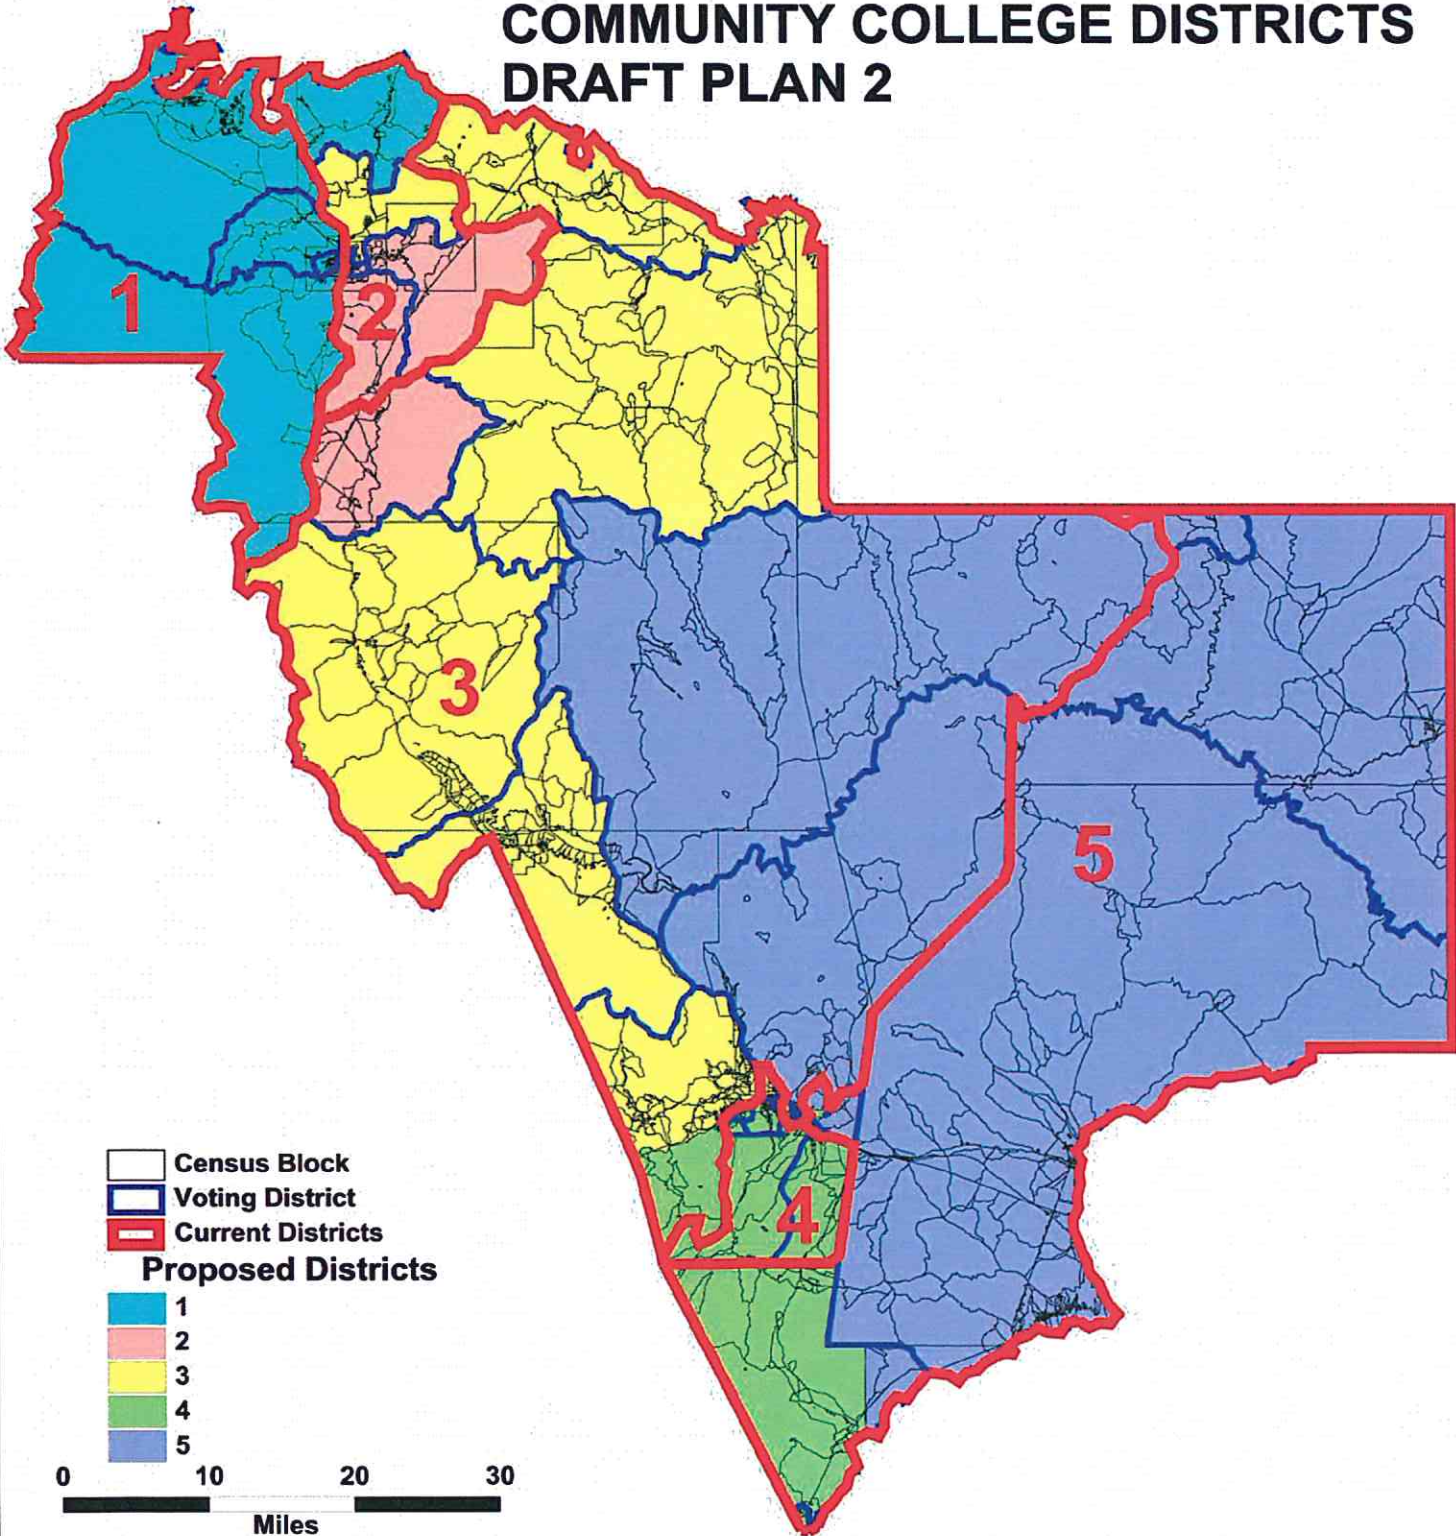 COMMUNITY COLLEGE DISTRICTS
DRAFT PLAN 2
1
2
3
5
4
Census Block
Voting District
Current Districts
Proposed Districts
1
2
3
4
5
0 10 20 30
Miles